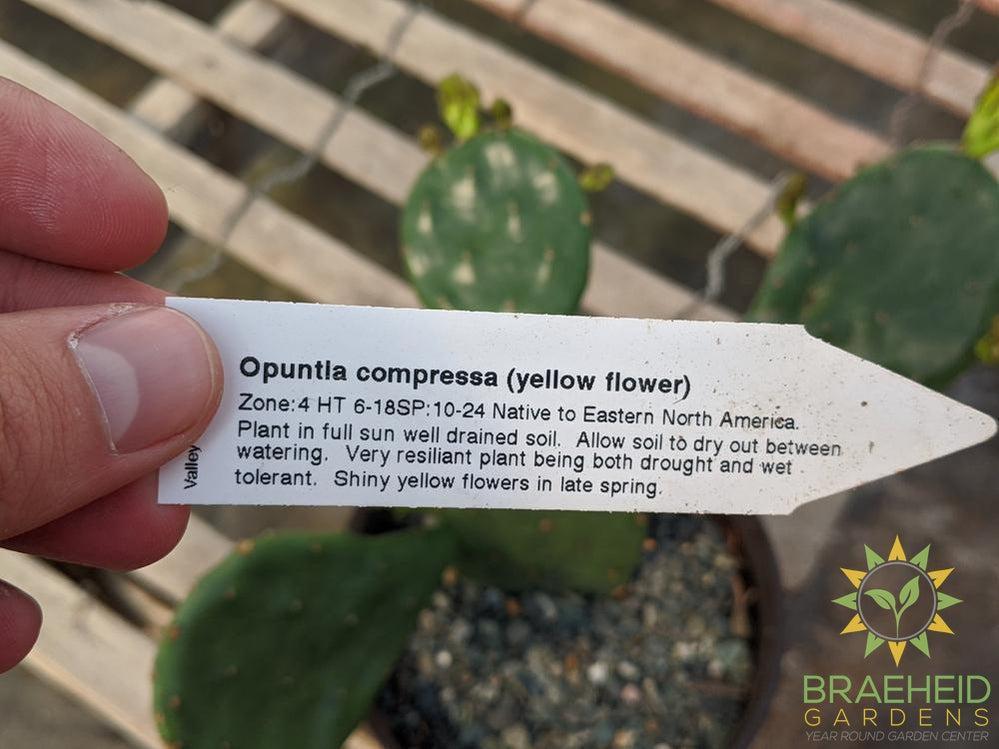 Opuntia compressa (yellow flower)
Zone:4 HT 6-18SP:10-24 Native to Eastern North America.
Plant in full sun well drained soil. Allow soil to dry out between
watering. Very resiliant plant being both drought and wet
tolerant. Shiny yellow flowers in late spring.
Valley
BRAEHEID
GARDENS
YEAR ROUND GARDEN CENTER